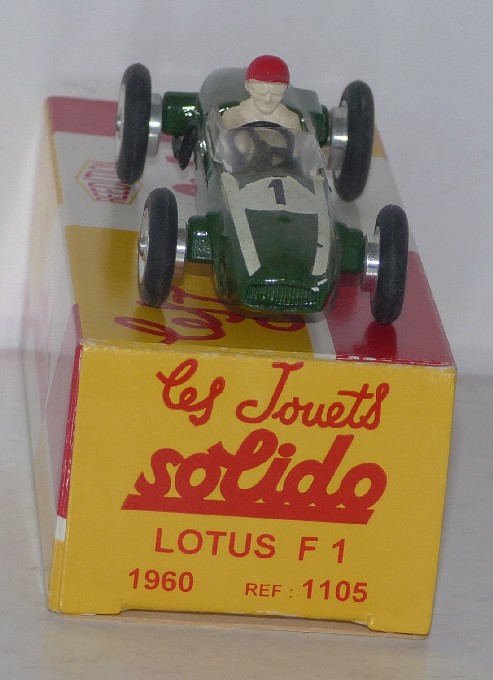 1
Les Jouets
solido
LOTUS F 1
1960 REF : 1105